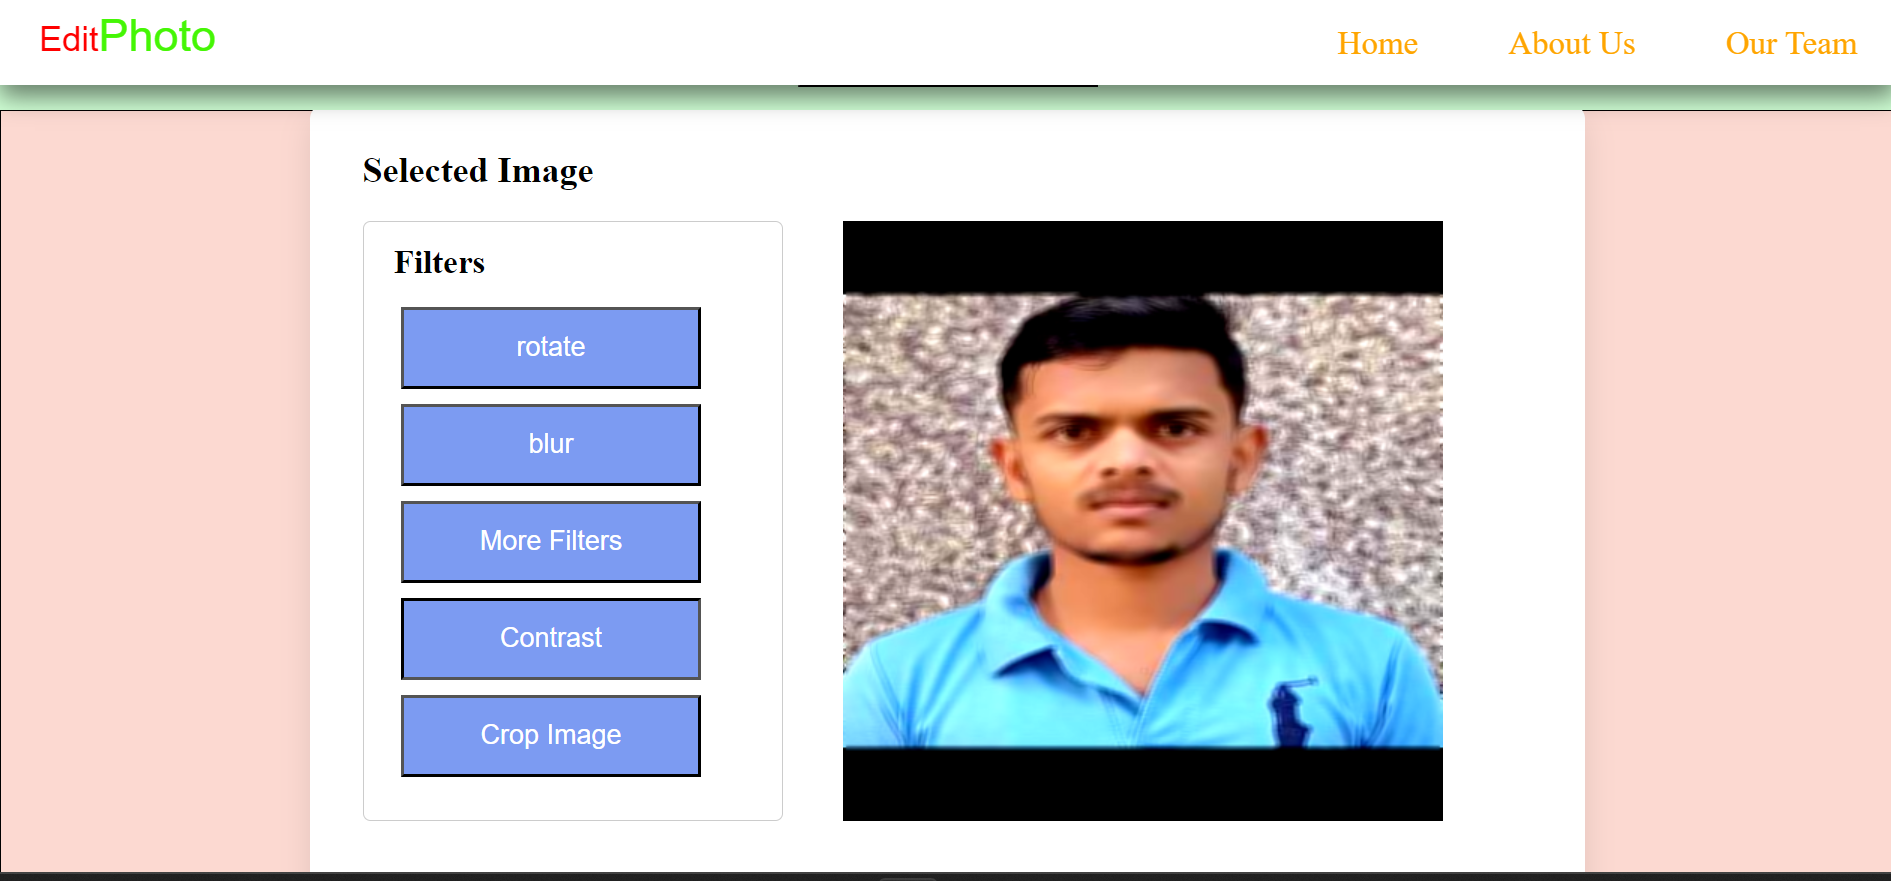 EditPhoto
Home
About Us
Our Team
Selected Image
Filters
rotate
blur
More Filters
Contrast
Crop Image